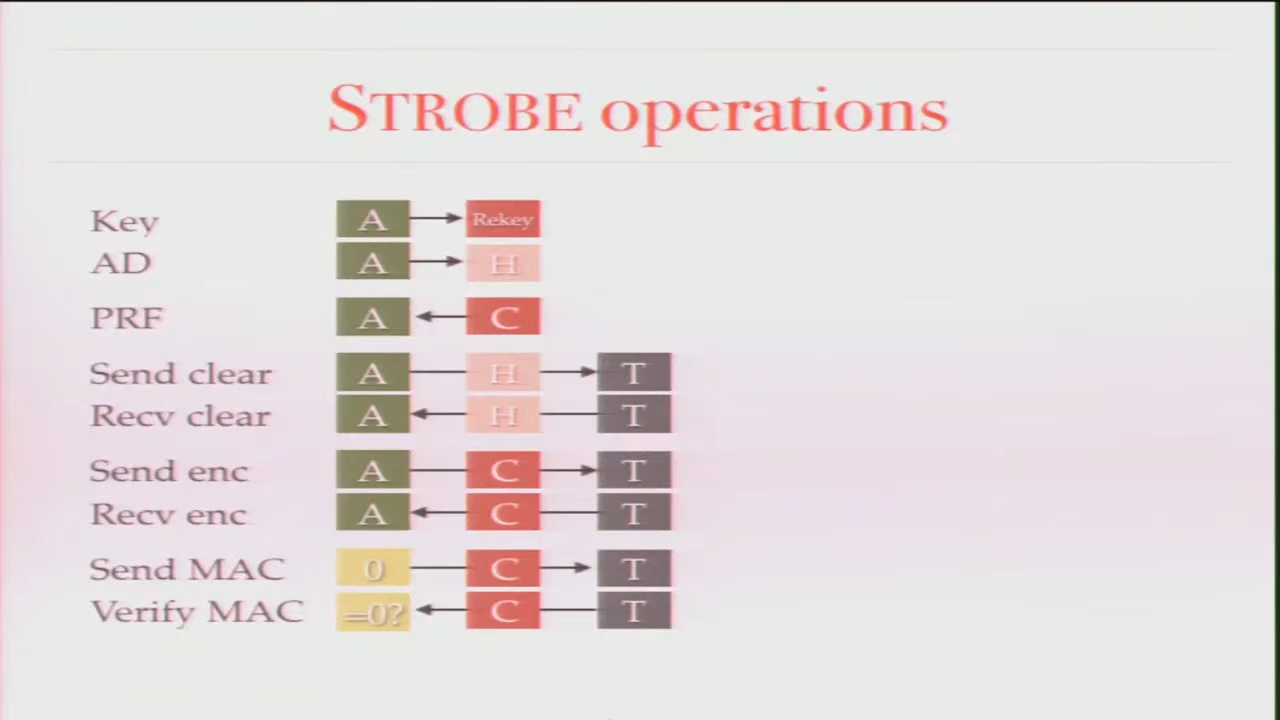 STROBE operations
Key A Rekey
AD A H
PRF A C
Send clear A H T
Recv clear A H T
Send enc A C T
Recv enc A C T
Send MAC 0 C T
Verify MAC =0? C T